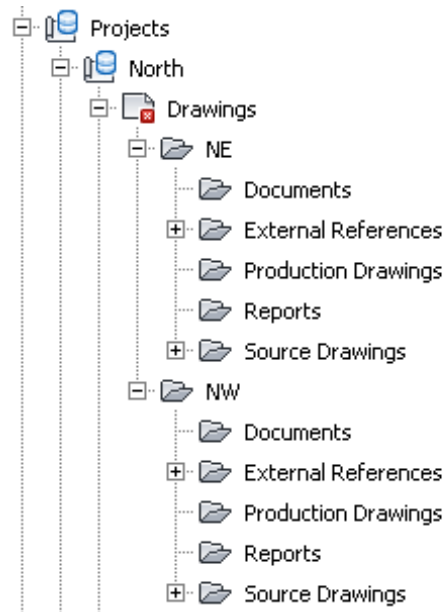 Projects
North
Drawings
NE
Documents
External References
Production Drawings
Reports
Source Drawings
NW
Documents
External References
Production Drawings
Reports
Source Drawings